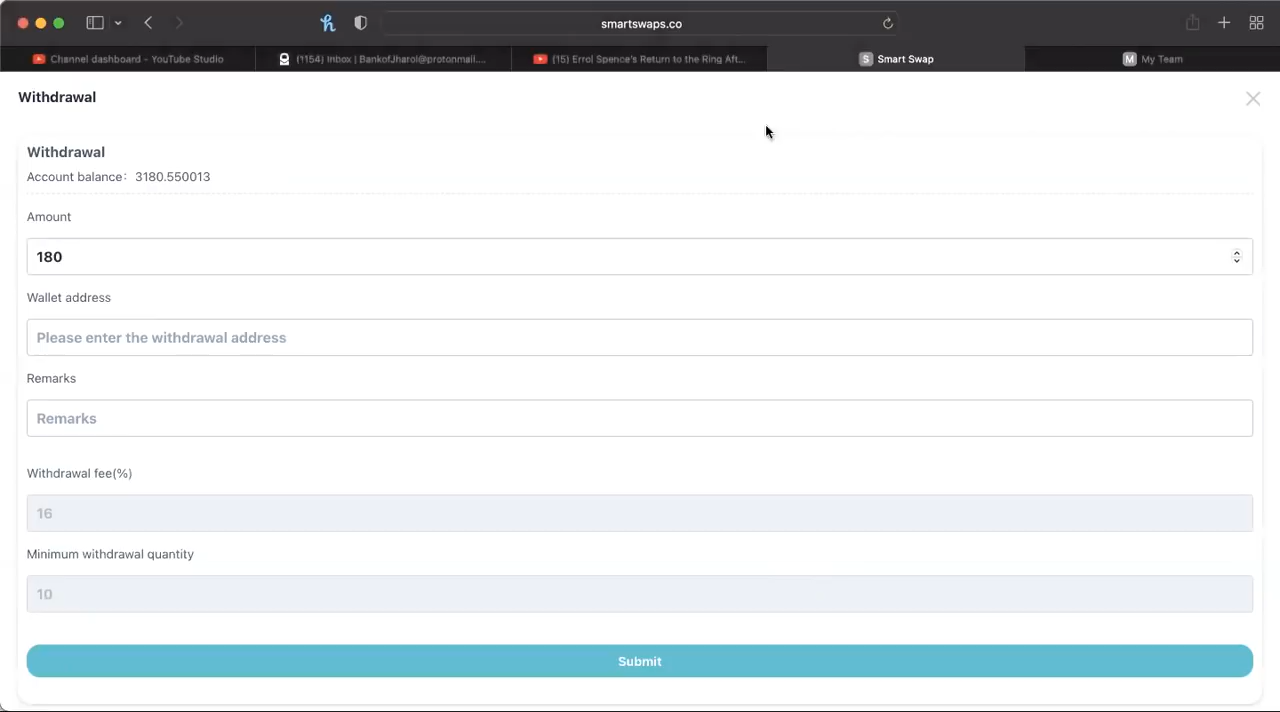 smartswaps.co
Channel dashboard - YouTube Studio
(1154) Inbox | BankofJharol@protonmail....
(15) Errol Spence's Return to the Ring Aft...
S Smart Swap
M My Team
Withdrawal
Withdrawal
Account balance: 3180.550013
Amount
180
Wallet address
Please enter the withdrawal address
Remarks
Remarks
Withdrawal fee(%)
16
Minimum withdrawal quantity
10
Submit